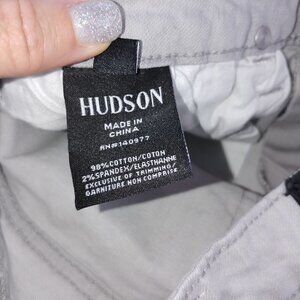 HUDSON
MADE IN
CHINA
RN#140977
98%COTTON/COTON
2%SPANDEX/ELASTHANNE
EXCLUSIVE OF TRIMMING/
GARNITURE NON COMPRISE